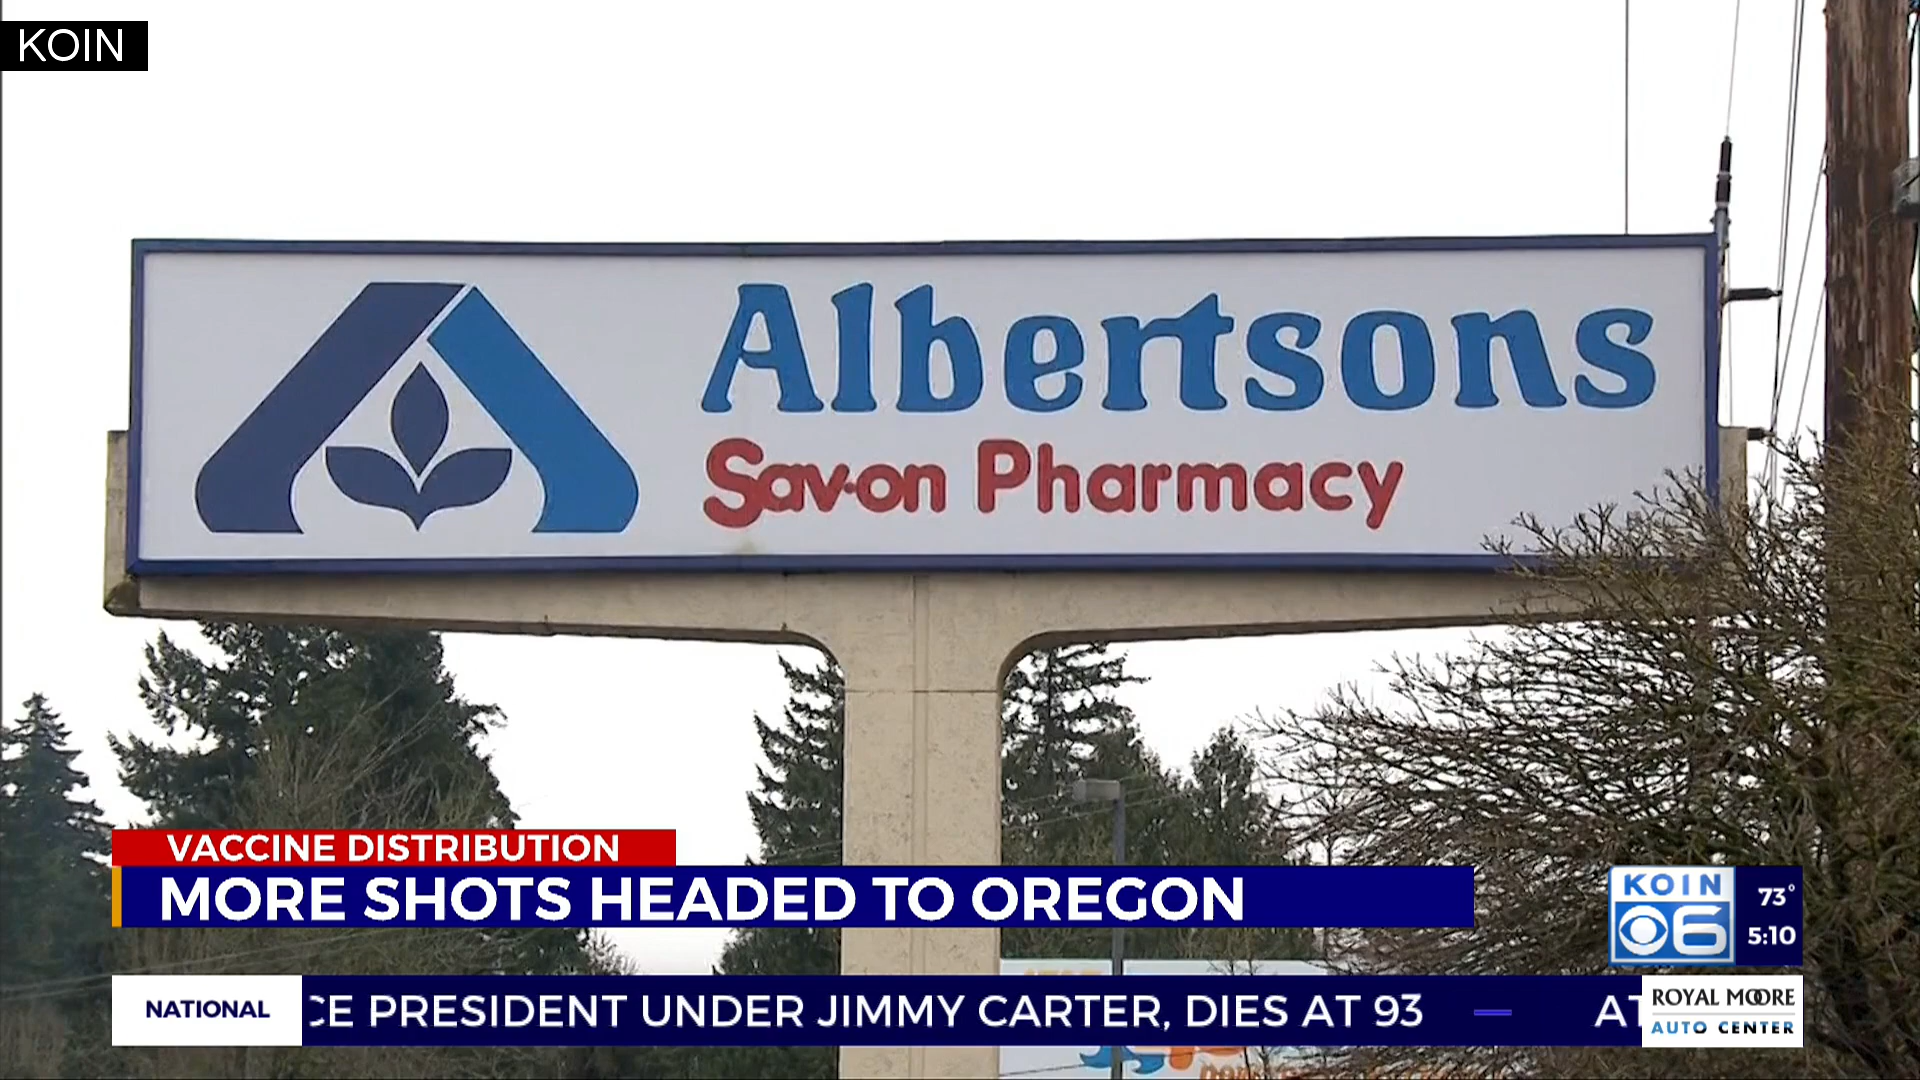 KOIN
Albertsons
Sav-on Pharmacy
VACCINE DISTRIBUTION
MORE SHOTS HEADED TO OREGON
KOIN
6
73°
5:10
NATIONAL
CE PRESIDENT UNDER JIMMY CARTER, DIES AT 93 — AT
ROYAL MOORE
AUTO CENTER